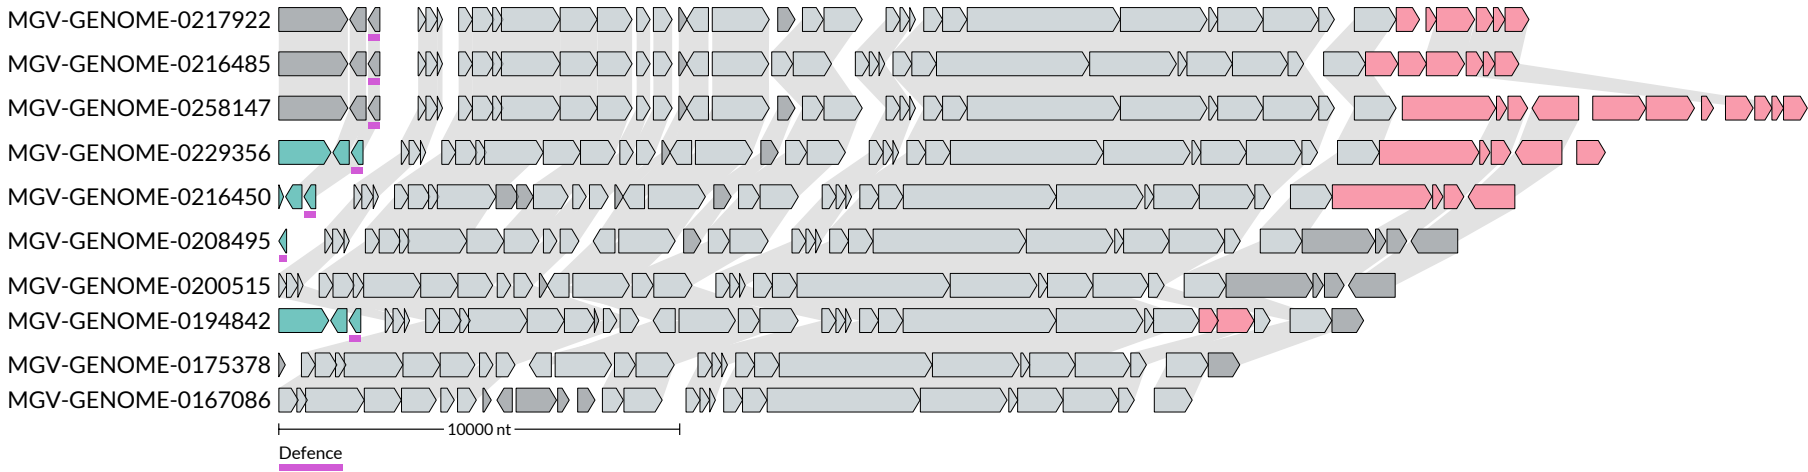 MGV-GENOME-0217922
MGV-GENOME-0216485
MGV-GENOME-0258147
MGV-GENOME-0229356
MGV-GENOME-0216450
MGV-GENOME-0208495
MGV-GENOME-0200515
MGV-GENOME-0194842
MGV-GENOME-0175378
MGV-GENOME-0167086
10000 nt
Defence